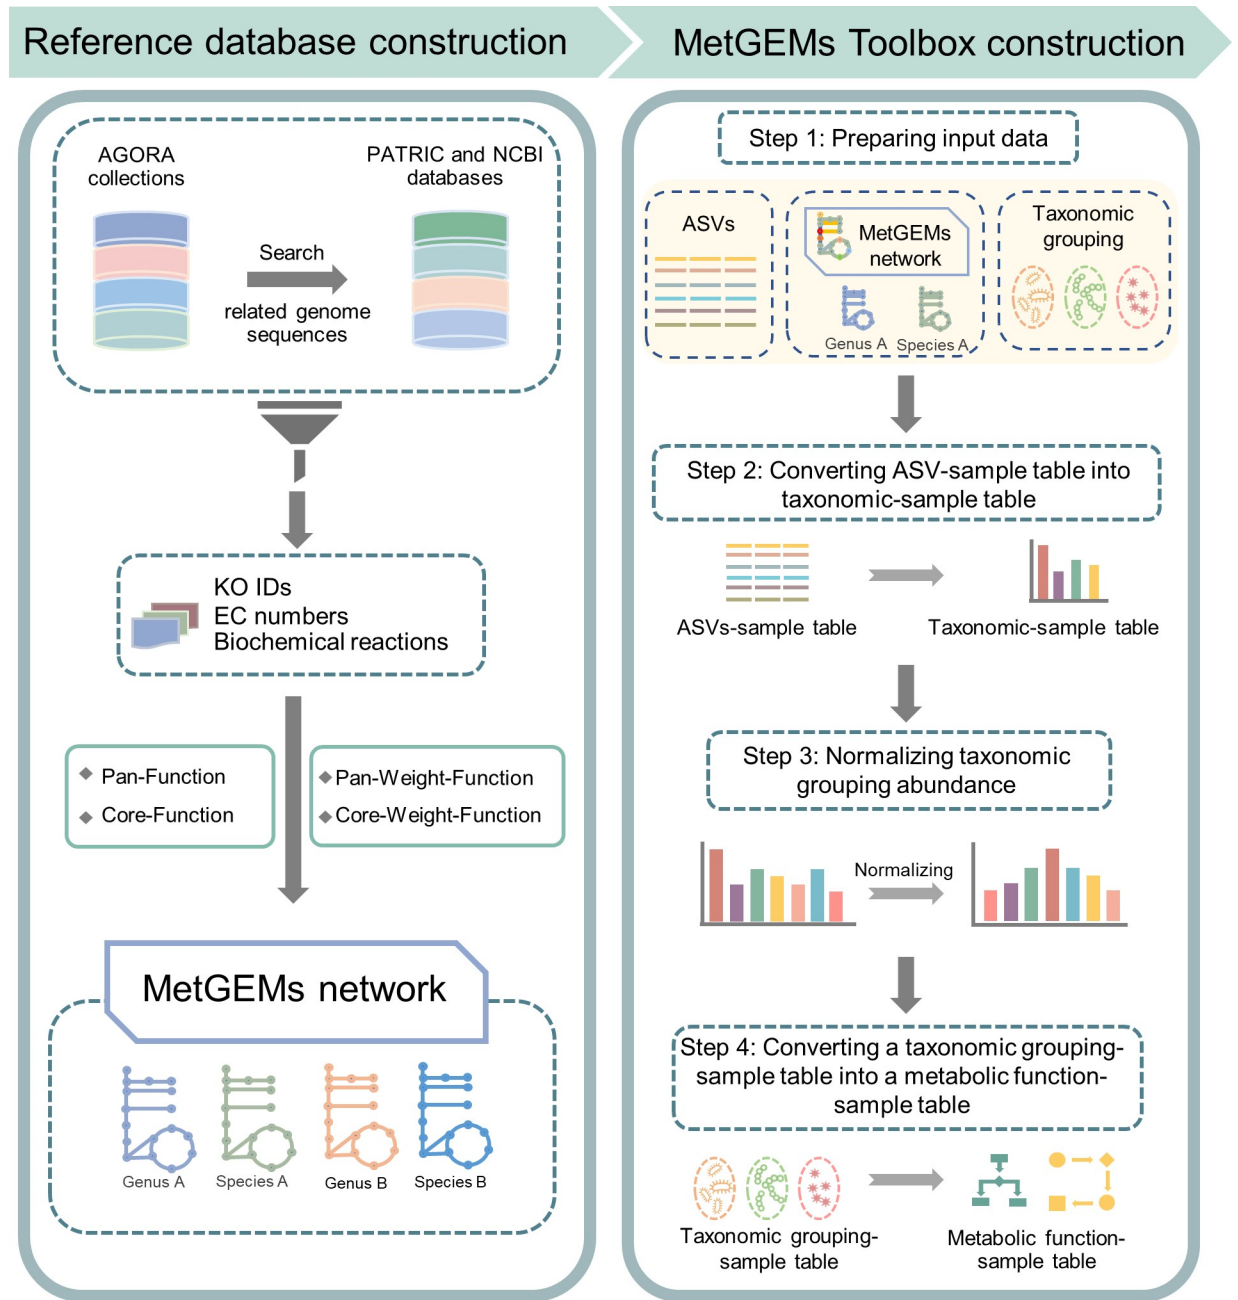 Reference database construction
MetGEMs Toolbox construction
AGORA
collections
PATRIC and NCBI
databases
Search
related genome
sequences
KO IDs
EC numbers
Biochemical reactions
Pan-Function
Core-Function
Pan-Weight-Function
Core-Weight-Function
MetGEMs network
Genus A
Species A
Genus B
Species B
Step 1: Preparing input data
ASVs
MetGEMs
network
Genus A
Species A
Taxonomic
grouping
Step 2: Converting ASV-sample table into
taxonomic-sample table
ASVs-sample table
Taxonomic-sample table
Step 3: Normalizing taxonomic
grouping abundance
Normalizing
Step 4: Converting a taxonomic grouping-
sample table into a metabolic function-
sample table
Taxonomic grouping-
sample table
Metabolic function-
sample table